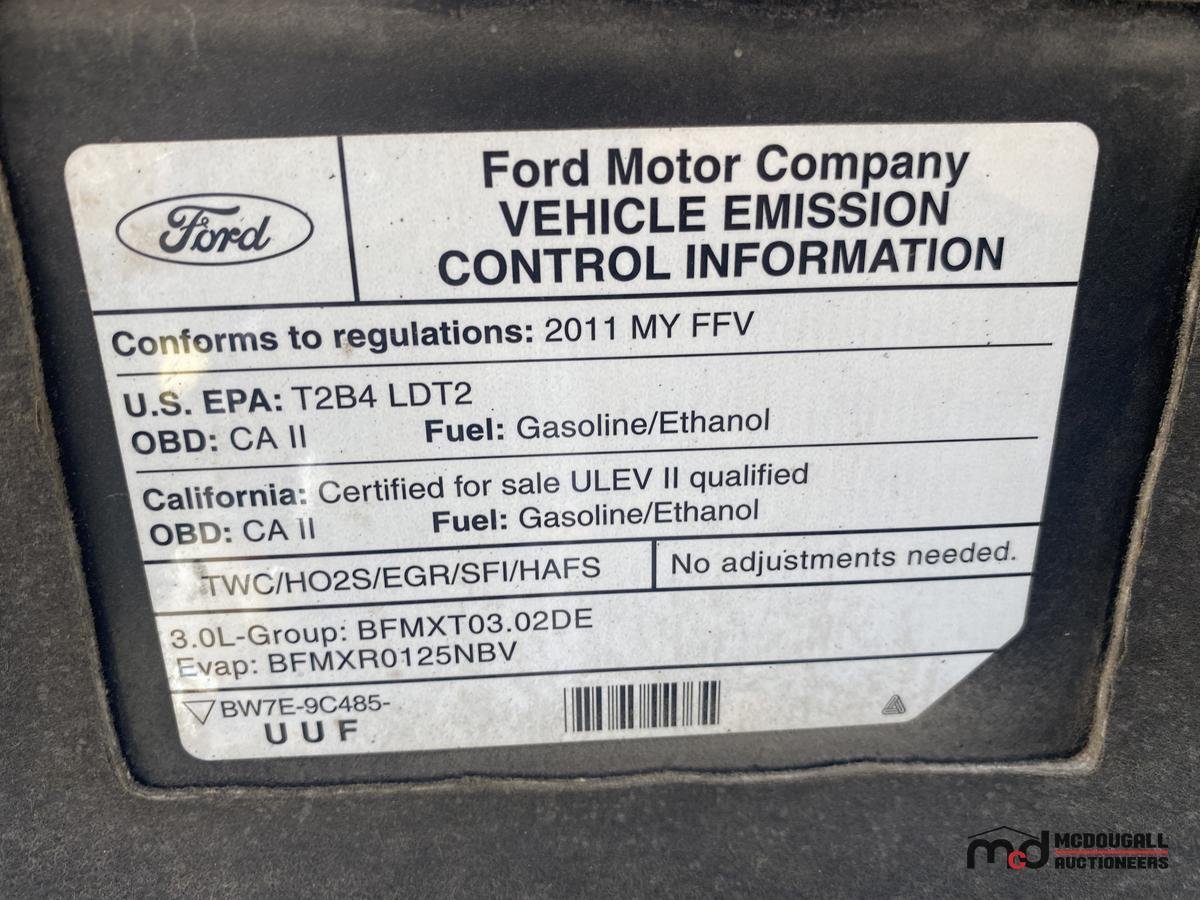 Ford
Ford Motor Company
VEHICLE EMISSION
CONTROL INFORMATION
Conforms to regulations: 2011 MY FFV
U.S. EPA: T2B4 LDT2
OBD: CA II Fuel: Gasoline/Ethanol
California: Certified for sale ULEV II qualified
OBD: CA II Fuel: Gasoline/Ethanol
TWC/HO2S/EGR/SFI/HAFS No adjustments needed.
3.0L-Group: BFMXT03.02DE
Evap: BFMXR0125NBV
BW7E-9C485-
U U F
mcd MCDOUGALL
AUCTIONEERS